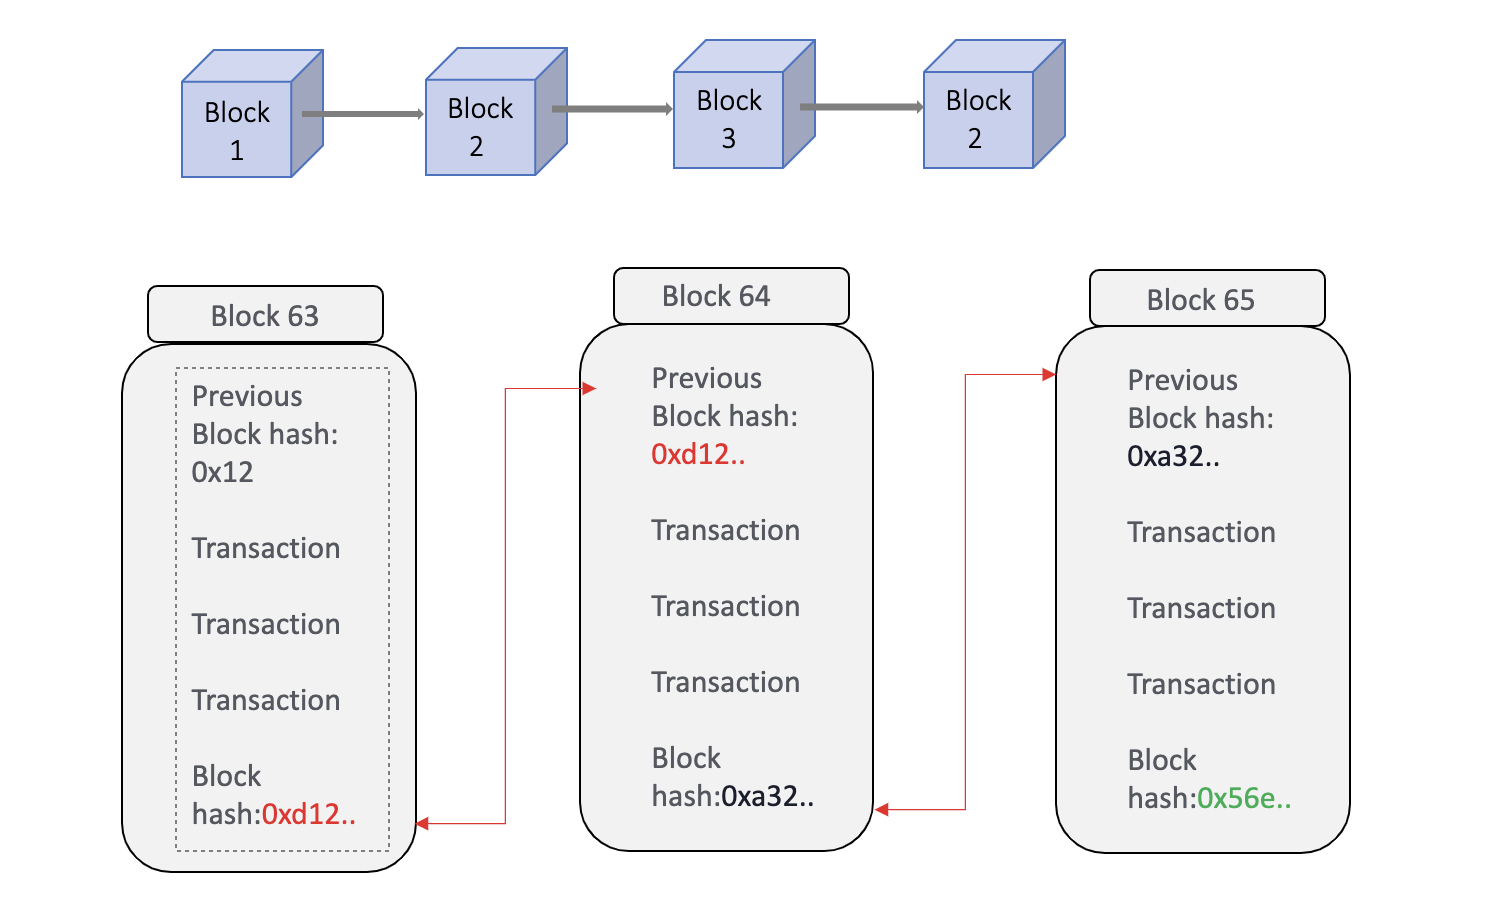 Block
1
Block
2
Block
3
Block
2
Block 63
Previous
Block hash:
0x12
Transaction
Transaction
Transaction
Block
hash:0xd12..
Block 64
Previous
Block hash:
0xd12..
Transaction
Transaction
Transaction
Block
hash:0xa32..
Block 65
Previous
Block hash:
0xa32..
Transaction
Transaction
Transaction
Block
hash:0x56e..